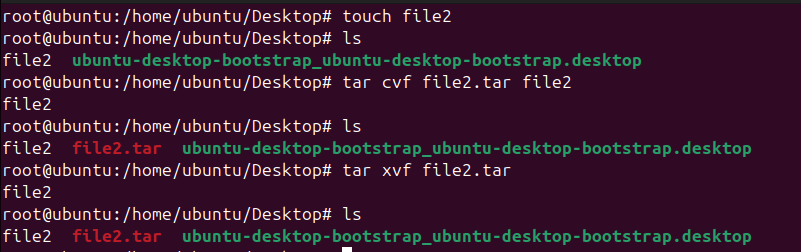 root@ubuntu:/home/ubuntu/Desktop# touch file2
root@ubuntu:/home/ubuntu/Desktop# ls
file2  ubuntu-desktop-bootstrap_ubuntu-desktop-bootstrap.desktop
root@ubuntu:/home/ubuntu/Desktop# tar cvf file2.tar file2
file2
root@ubuntu:/home/ubuntu/Desktop# ls
file2  file2.tar  ubuntu-desktop-bootstrap_ubuntu-desktop-bootstrap.desktop
root@ubuntu:/home/ubuntu/Desktop# tar xvf file2.tar
file2
root@ubuntu:/home/ubuntu/Desktop# ls
file2  file2.tar  ubuntu-desktop-bootstrap_ubuntu-desktop-bootstrap.desktop